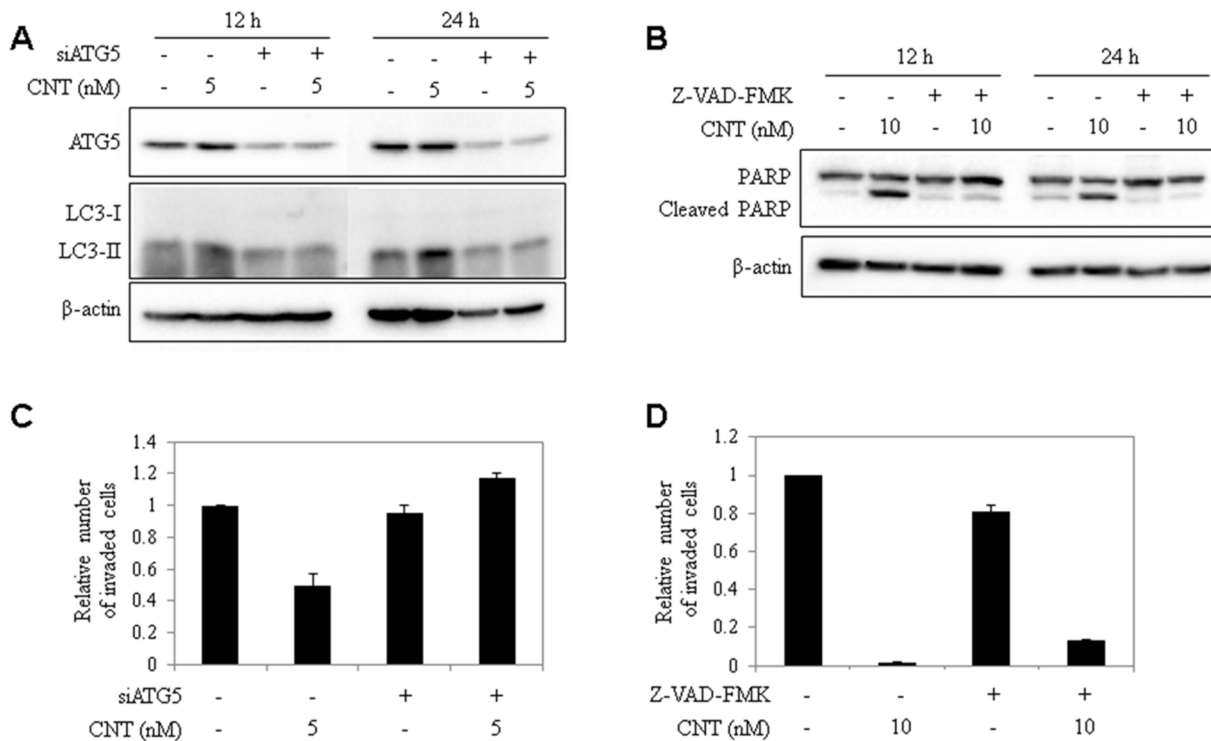 A
12 h 24 h
siATG5 - - + + - - + +
CNT (nM) - 5 - 5 - 5 - 5
ATG5
LC3-I
LC3-II
β-actin
B
12 h 24 h
Z-VAD-FMK - - + + - - + +
CNT (nM) - 10 - 10 - 10 - 10
PARP
Cleaved PARP
β-actin
C
Relative number
of invaded cells
1.4
1.2
1
0.8
0.6
0.4
0.2
0
siATG5 - - + +
CNT (nM) - 5 - 5
D
Relative number
of invaded cells
1.2
1
0.8
0.6
0.4
0.2
0
Z-VAD-FMK - - + +
CNT (nM) - 10 - 10